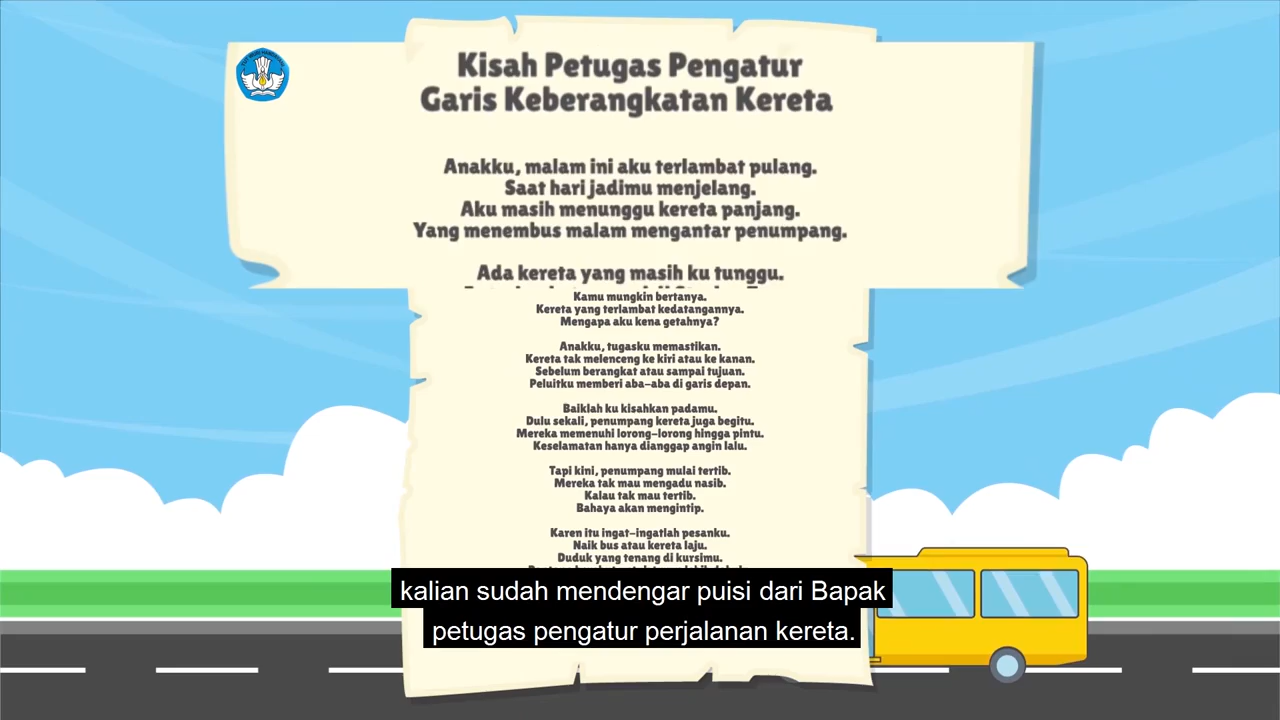 Kisah Petugas Pengatur
Garis Keberangkatan Kereta
Anakku, malam ini aku terlambat pulang.
Saat hari jadimu menjelang.
Aku masih menunggu kereta panjang.
Yang menembus malam mengantar penumpang.
Ada kereta yang masih ku tunggu.
Kamu mungkin bertanya.
Kereta yang terlambat kedatangannya.
Mengapa aku kena getahnya?
Anakku, tugasku memastikan.
Kereta tak melenceng ke kiri atau ke kanan.
Sebelum berangkat atau sampai tujuan.
Peluitku memberi aba-aba di garis depan.
Baiklah ku kisahkan padamu.
Dulu sekali, penumpang kereta juga begitu.
Mereka memenuhi lorong-lorong hingga pintu.
Keselamatan hanya dianggap angin lalu.
Tapi kini, penumpang mulai tertib.
Mereka tak mau mengadu nasib.
Kalau tak mau tertib.
Bahaya akan mengintip.
Karen itu ingat-ingatlah pesanku.
Naik bus atau kereta laju.
Duduk yang tenang di kursimu.
kalian sudah mendengar puisi dari Bapak
petugas pengatur perjalanan kereta.